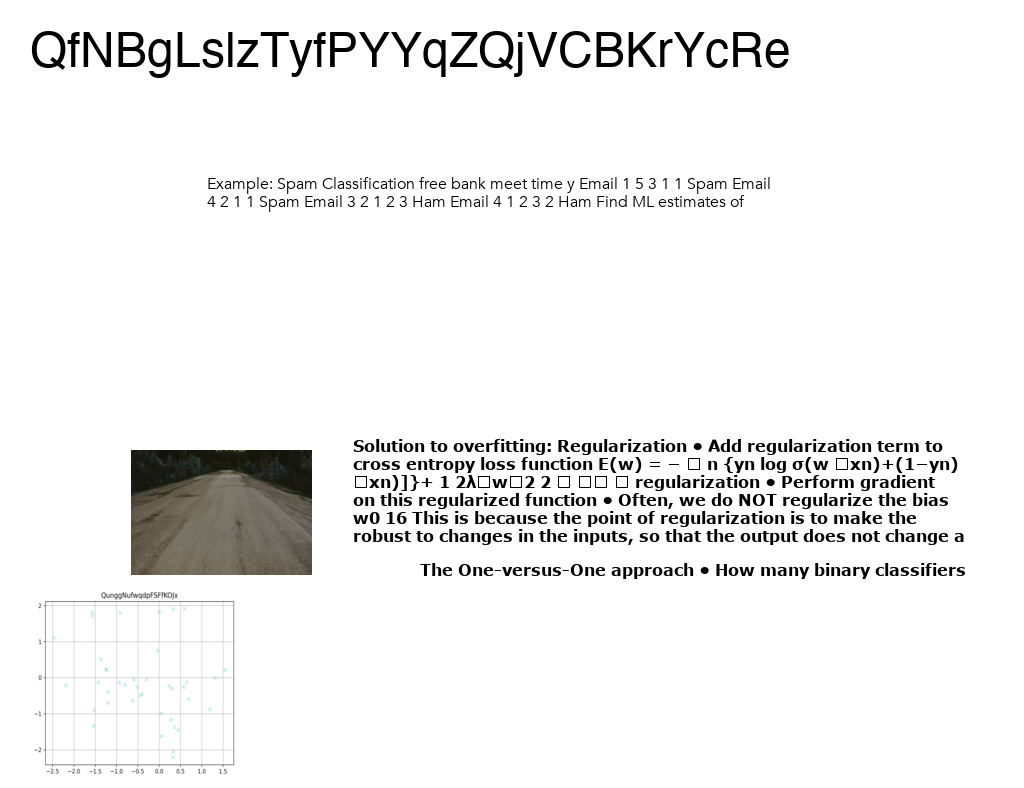 QfNBgLslzTyfPYYqZQjVCBKrYcRe
Example: Spam Classification free bank meet time y Email 1 5 3 1 1 Spam Email
4 2 1 1 Spam Email 3 2 1 2 3 Ham Email 4 1 2 3 2 Ham Find ML estimates of
Solution to overfitting: Regularization • Add regularization term to
cross entropy loss function E(w) = − □ n {yn log σ(w □xn)+(1−yn)
□xn)]}+ 1 2λ□w□2 2 □ □□ □ regularization • Perform gradient
on this regularized function • Often, we do NOT regularize the bias
w0 16 This is because the point of regularization is to make the
robust to changes in the inputs, so that the output does not change a
The One-versus-One approach • How many binary classifiers
QunggNufwqdpFSFfKOJx
2
1
0
−1
−2
−2.5 −2.0 −1.5 −1.0 −0.5 0.0 0.5 1.0 1.5